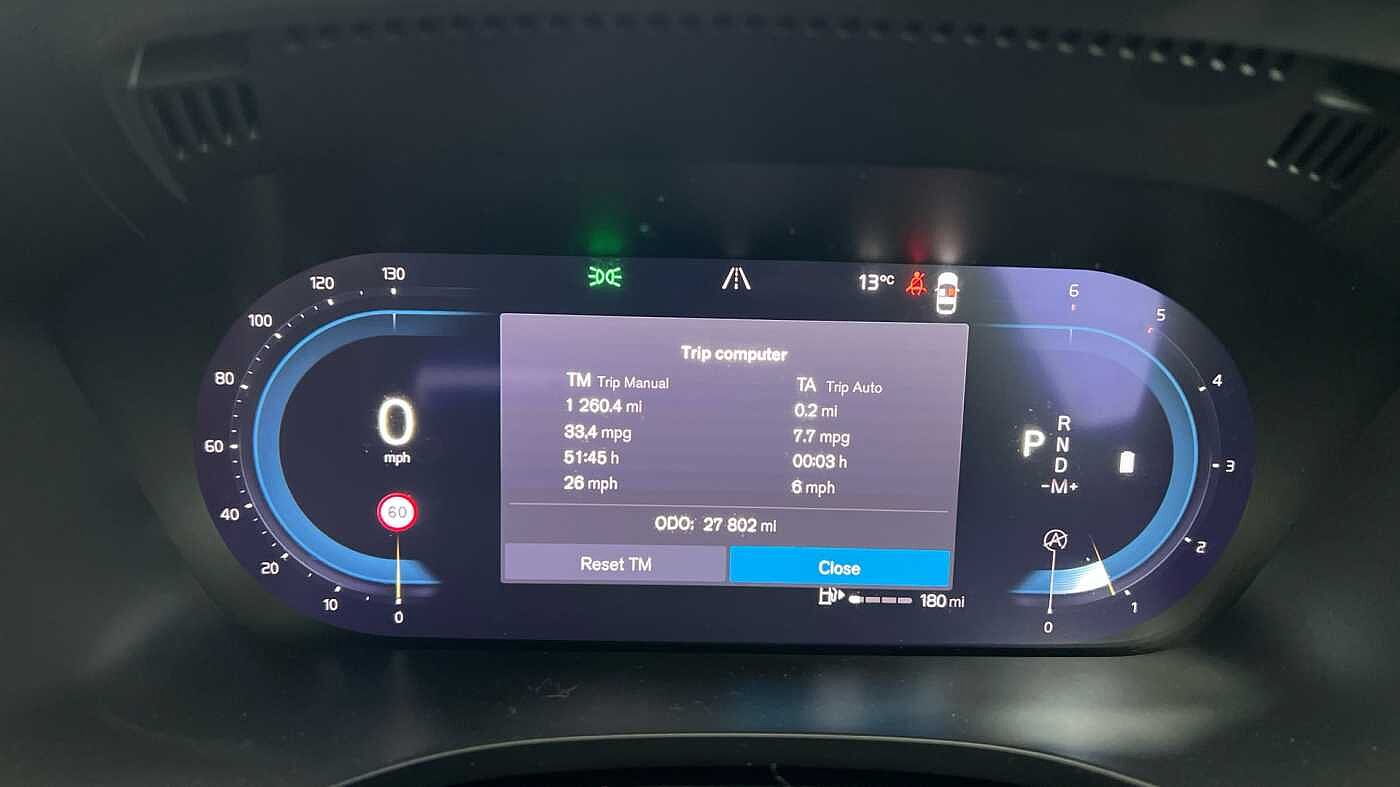 120 130
100
80
60
40
20
10
0
0
mph
60
13°C
6
5
4
3
2
1
0
Trip computer
TM Trip Manual TA Trip Auto
1 260.4 mi 0.2 mi
33.4 mpg 7.7 mpg
51:45 h 00:03 h
26 mph 6 mph
ODO: 27 802 mi
Reset TM Close
180 mi
R
P N
D
-M+
A